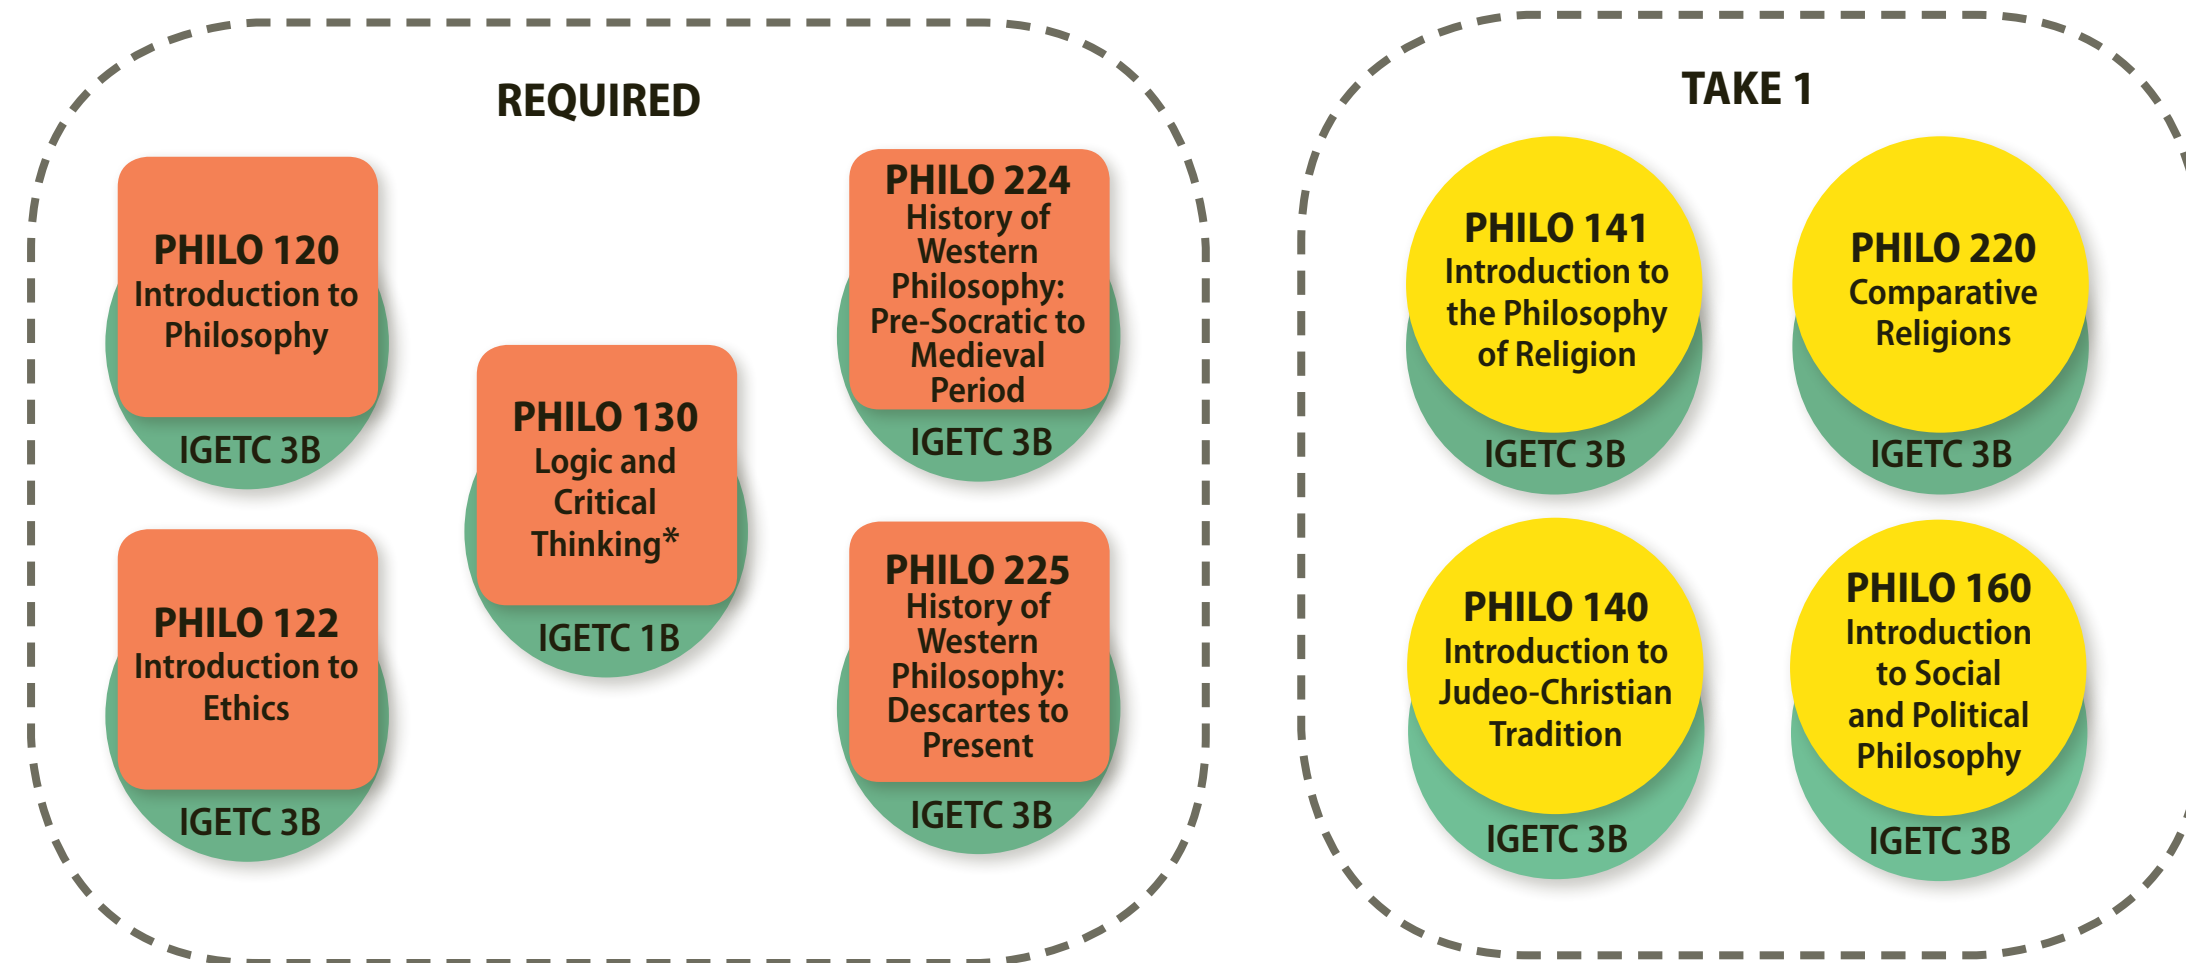 REQUIRED
PHILO 120
Introduction to
Philosophy
IGETC 3B
PHILO 122
Introduction to
Ethics
IGETC 3B
PHILO 130
Logic and
Critical
Thinking*
IGETC 1B
PHILO 224
History of
Western
Philosophy:
Pre-Socratic to
Medieval
Period
IGETC 3B
PHILO 225
History of
Western
Philosophy:
Descartes to
Present
IGETC 3B
TAKE 1
PHILO 141
Introduction to
the Philosophy
of Religion
IGETC 3B
PHILO 220
Comparative
Religions
IGETC 3B
PHILO 140
Introduction to
Judeo-Christian
Tradition
IGETC 3B
PHILO 160
Introduction
to Social
and Political
Philosophy
IGETC 3B